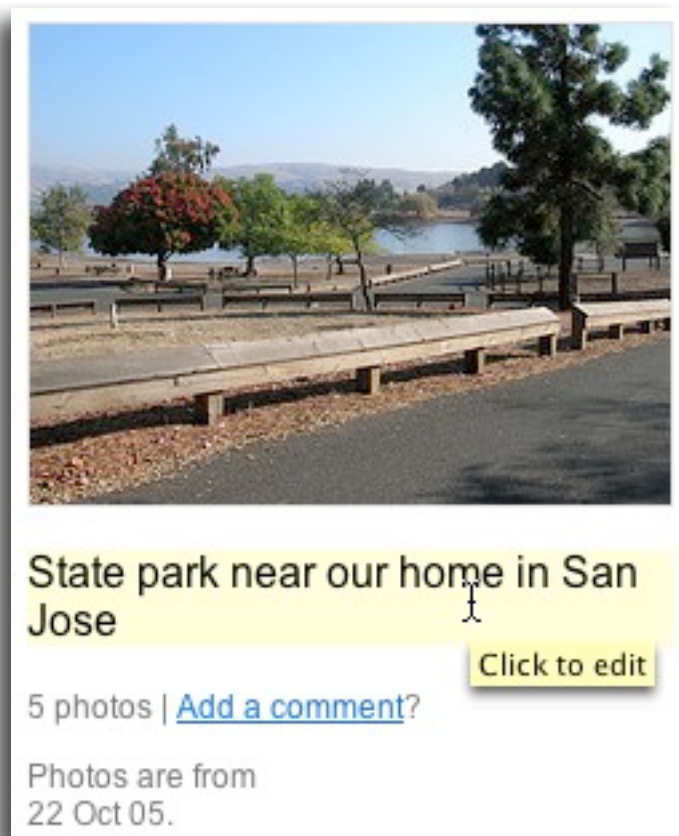 State park near our home in San
Jose
Click to edit
5 photos | Add a comment?
Photos are from
22 Oct 05.